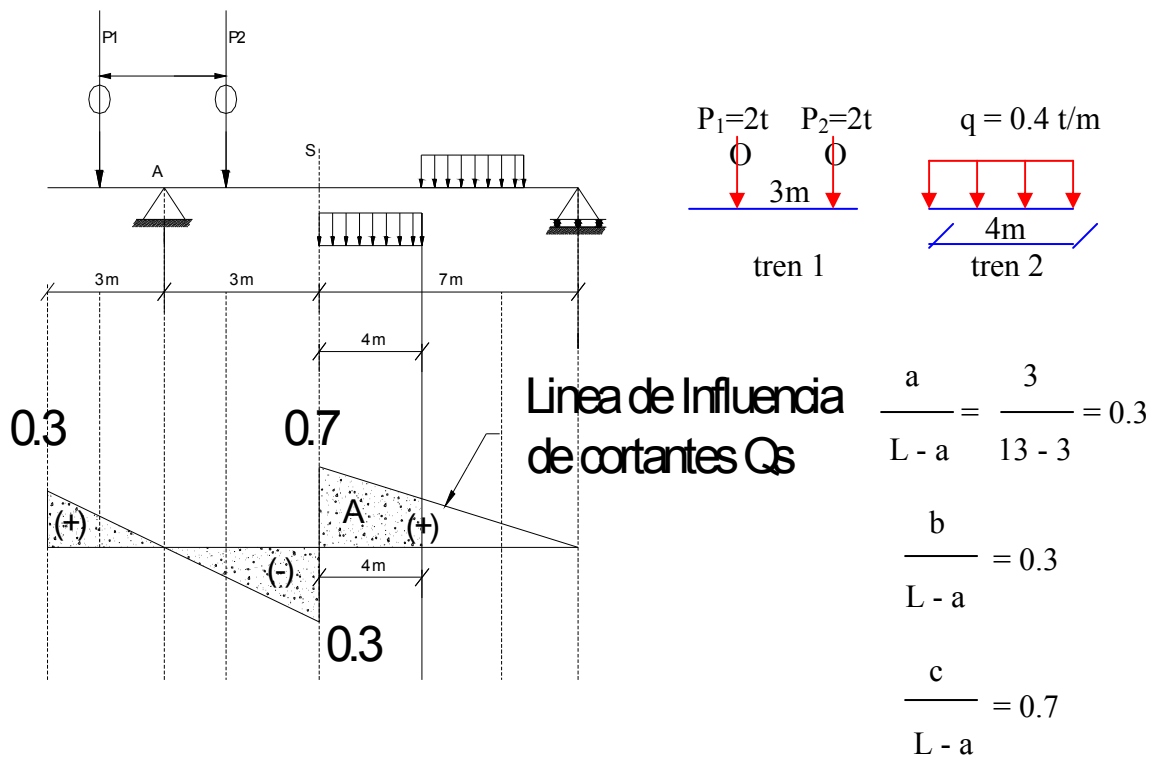 P1
P2
A
S
3m
3m
7m
4m
0.3
0.7
(+)
A
(+)
(-)
4m
0.3
Linea de Influencia
de cortantes Qs
P₁=2t P₂=2t
O O
3m
tren 1
q = 0.4 t/m
4m
tren 2
a 3
—— = —— = 0.3
L - a 13 - 3
b
—— = 0.3
L - a
c
—— = 0.7
L - a